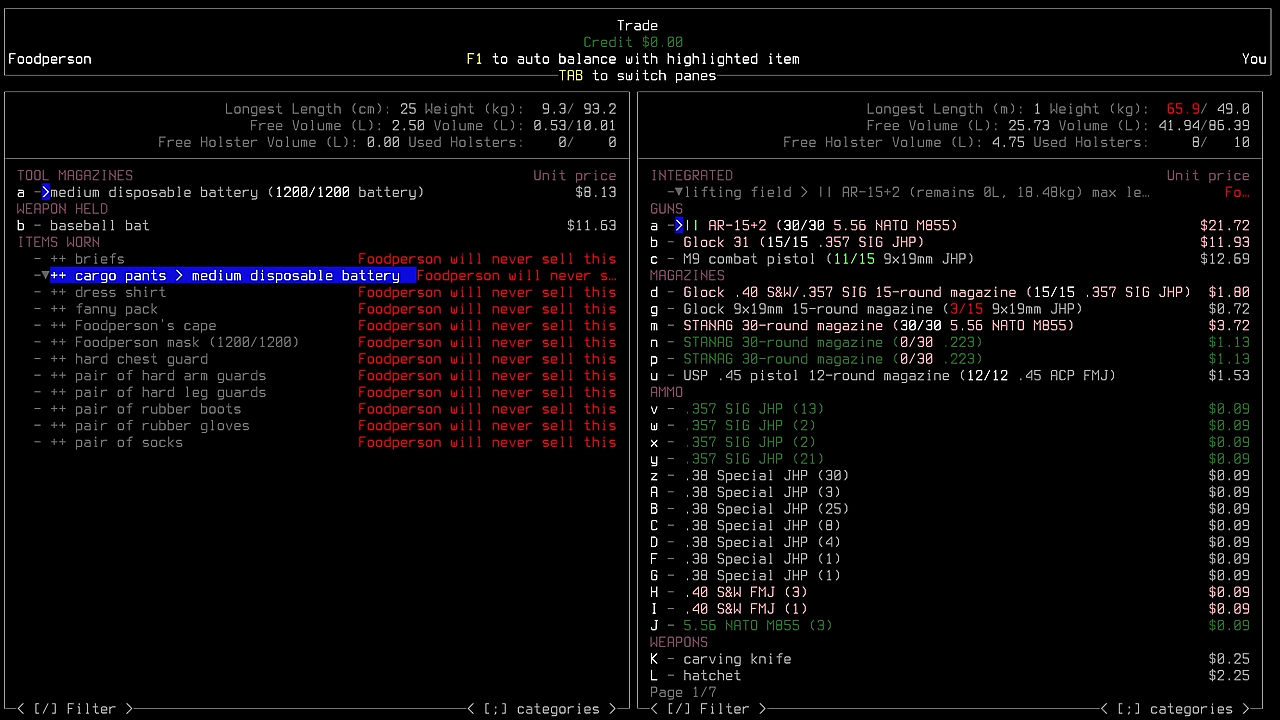 Trade
Credit $0.00
Foodperson F1 to auto balance with highlighted item You
TAB to switch panes
Longest Length (cm): 25 Weight (kg): 9.3/ 93.2
Free Volume (L): 2.50 Volume (L): 0.53/10.01
Free Holster Volume (L): 0.00 Used Holsters: 0/ 0
TOOL MAGAZINES Unit price
a -> medium disposable battery (1200/1200 battery) $8.13
WEAPON HELD
b - baseball bat $11.63
ITEMS WORN
- ++ briefs Foodperson will never sell this
-▼++ cargo pants > medium disposable battery Foodperson will never s…
- ++ dress shirt Foodperson will never sell this
- ++ fanny pack Foodperson will never sell this
- ++ Foodperson's cape Foodperson will never sell this
- ++ Foodperson mask (1200/1200) Foodperson will never sell this
- ++ hard chest guard Foodperson will never sell this
- ++ pair of hard arm guards Foodperson will never sell this
- ++ pair of hard leg guards Foodperson will never sell this
- ++ pair of rubber boots Foodperson will never sell this
- ++ pair of rubber gloves Foodperson will never sell this
- ++ pair of socks Foodperson will never sell this
< [/] Filter > < [;] categories >
Longest Length (m): 1 Weight (kg): 65.9/ 49.0
Free Volume (L): 25.73 Volume (L): 41.94/86.39
Free Holster Volume (L): 4.75 Used Holsters: 8/ 10
INTEGRATED Unit price
-▼lifting field > || AR-15+2 (remains 0L, 18.48kg) max le… Fo…
GUNS
a ->|| AR-15+2 (30/30 5.56 NATO M855) $21.72
b - Glock 31 (15/15 .357 SIG JHP) $11.93
c - M9 combat pistol (11/15 9x19mm JHP) $12.69
MAGAZINES
d - Glock .40 S&W/.357 SIG 15-round magazine (15/15 .357 SIG JHP) $1.80
g - Glock 9x19mm 15-round magazine (3/15 9x19mm JHP) $0.72
m - STANAG 30-round magazine (30/30 5.56 NATO M855) $3.72
n - STANAG 30-round magazine (0/30 .223) $1.13
p - STANAG 30-round magazine (0/30 .223) $1.13
u - USP .45 pistol 12-round magazine (12/12 .45 ACP FMJ) $1.53
AMMO
v - .357 SIG JHP (13) $0.09
w - .357 SIG JHP (2) $0.09
x - .357 SIG JHP (2) $0.09
y - .357 SIG JHP (21) $0.09
z - .38 Special JHP (30) $0.09
A - .38 Special JHP (3) $0.09
B - .38 Special JHP (25) $0.09
C - .38 Special JHP (8) $0.09
D - .38 Special JHP (4) $0.09
F - .38 Special JHP (1) $0.09
G - .38 Special JHP (1) $0.09
H - .40 S&W FMJ (3) $0.09
I - .40 S&W FMJ (1) $0.09
J - 5.56 NATO M855 (3) $0.09
WEAPONS
K - carving knife $0.25
L - hatchet $2.25
Page 1/7
< [/] Filter > < [;] categories >